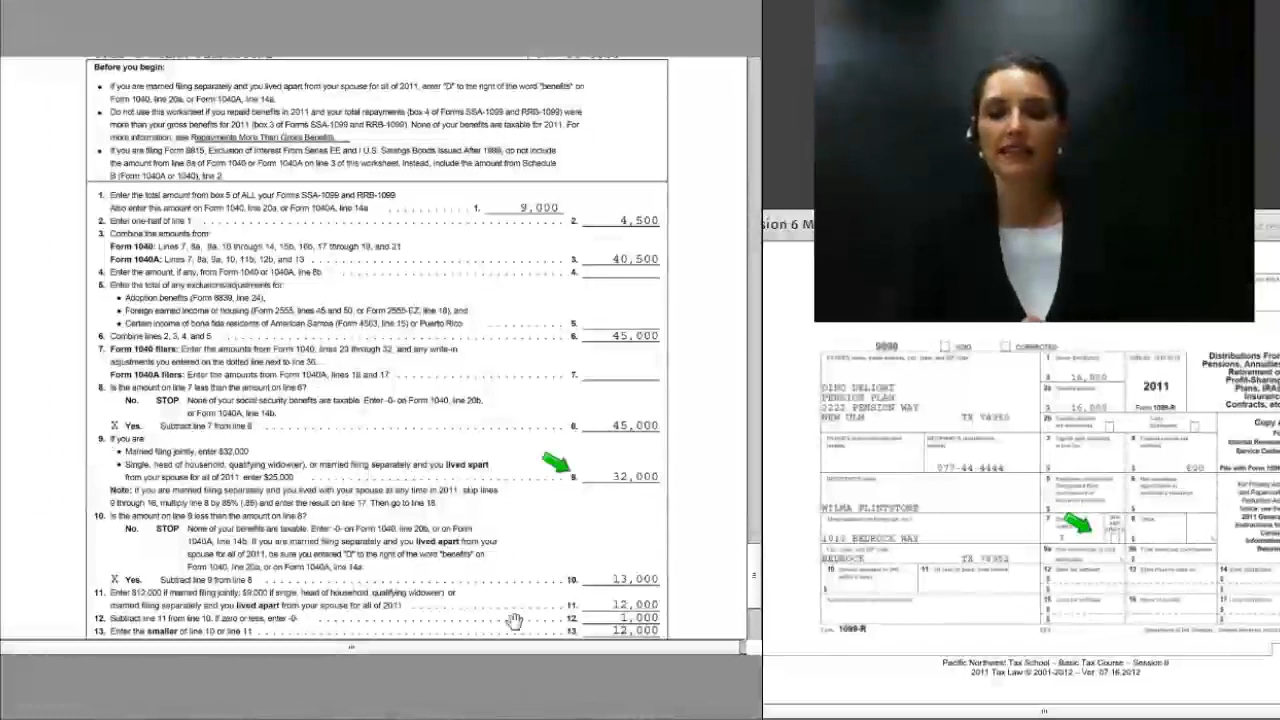 Before you begin:
• If you are married filing separately and you lived apart from your spouse for all of 2011, enter "D" to the right of the word "benefits" on
Form 1040, line 20a, or Form 1040A, line 14a.
• Do not use this worksheet if you repaid benefits in 2011 and your total repayments (box 4 of Forms SSA-1099 and RRB-1099) were
more than your gross benefits for 2011 (box 3 of Forms SSA-1099 and RRB-1099). None of your benefits are taxable for 2011. For
more information, see Repayments More Than Gross Benefits.
• If you are filing Form 8815, Exclusion of Interest From Series EE and I U.S. Savings Bonds Issued After 1989, do not include
the amount from line 8a of Form 1040 or Form 1040A on line 3 of this worksheet. Instead, include the amount from Schedule
B (Form 1040A or 1040), line 2
1. Enter the total amount from box 5 of ALL your Forms SSA-1099 and RRB-1099
Also enter this amount on Form 1040, line 20a, or Form 1040A, line 14a 1. 9,000
2. Enter one-half of line 1 2. 4,500
3. Combine the amounts from:
Form 1040: Lines 7, 8a, 9a, 10 through 14, 15b, 16b, 17 through 19, and 21
Form 1040A: Lines 7, 8a, 9a, 10, 11b, 12b, and 13 3. 40,500
4. Enter the amount, if any, from Form 1040 or 1040A, line 8b 4.
5. Enter the total of any exclusions/adjustments for:
• Adoption benefits (Form 8839, line 24),
• Foreign earned income or housing (Form 2555, lines 45 and 50, or Form 2555-EZ, line 18), and
• Certain income of bona fide residents of American Samoa (Form 4563, line 15) or Puerto Rico 5.
6. Combine lines 2, 3, 4, and 5 6. 45,000
7. Form 1040 filers: Enter the amounts from Form 1040, lines 23 through 32, and any write-in
adjustments you entered on the dotted line next to line 36.
Form 1040A filers: Enter the amounts from Form 1040A, lines 16 and 17 7.
8. Is the amount on line 7 less than the amount on line 6?
No. STOP None of your social security benefits are taxable. Enter -0- on Form 1040, line 20b,
or Form 1040A, line 14b.
X Yes. Subtract line 7 from line 6 8. 45,000
9. If you are:
• Married filing jointly, enter $32,000
• Single, head of household, qualifying widow(er), or married filing separately and you lived apart
from your spouse for all of 2011, enter $25,000 9. 32,000
Note: If you are married filing separately and you lived with your spouse at any time in 2011, skip lines
9 through 16, multiply line 8 by 85% (.85) and enter the result on line 17. Then go to line 18
10. Is the amount on line 9 less than the amount on line 8?
No. STOP None of your benefits are taxable. Enter -0- on Form 1040, line 20b, or on Form
1040A, line 14b. If you are married filing separately and you lived apart from your
spouse for all of 2011, be sure you entered "D" to the right of the word "benefits" on
Form 1040, line 20a, or on Form 1040A, line 14a.
X Yes. Subtract line 9 from line 8 10. 13,000
11. Enter $12,000 if married filing jointly; $9,000 if single, head of household, qualifying widow(er), or
married filing separately and you lived apart from your spouse for all of 2011 11. 12,000
12. Subtract line 11 from line 10. If zero or less, enter -0- 12. 1,000
13. Enter the smaller of line 10 or line 11 13. 12,000
sion 6 M
9898 VOID CORRECTED
DINO DELIGHT
PENSION PLAN
2222 PENSION WAY
NEW ULM TX 78950
$ 16,000
$ 16,000
2011
Form 1099-R
Distributions From
Pensions, Annuities
Retirement or
Profit-Sharing
Plans, IRAs
Insurance
Contracts, etc.
Copy A
077-44-4444
600
File with Form 1096
WILMA FLINTSTONE
1010 BEDROCK WAY
BEDROCK TX
Form 1099-R
Pacific Northwest Tax School – Basic Tax Course – Session 6
2011 Tax Law © 2001-2012 – Ver 07.16.2012